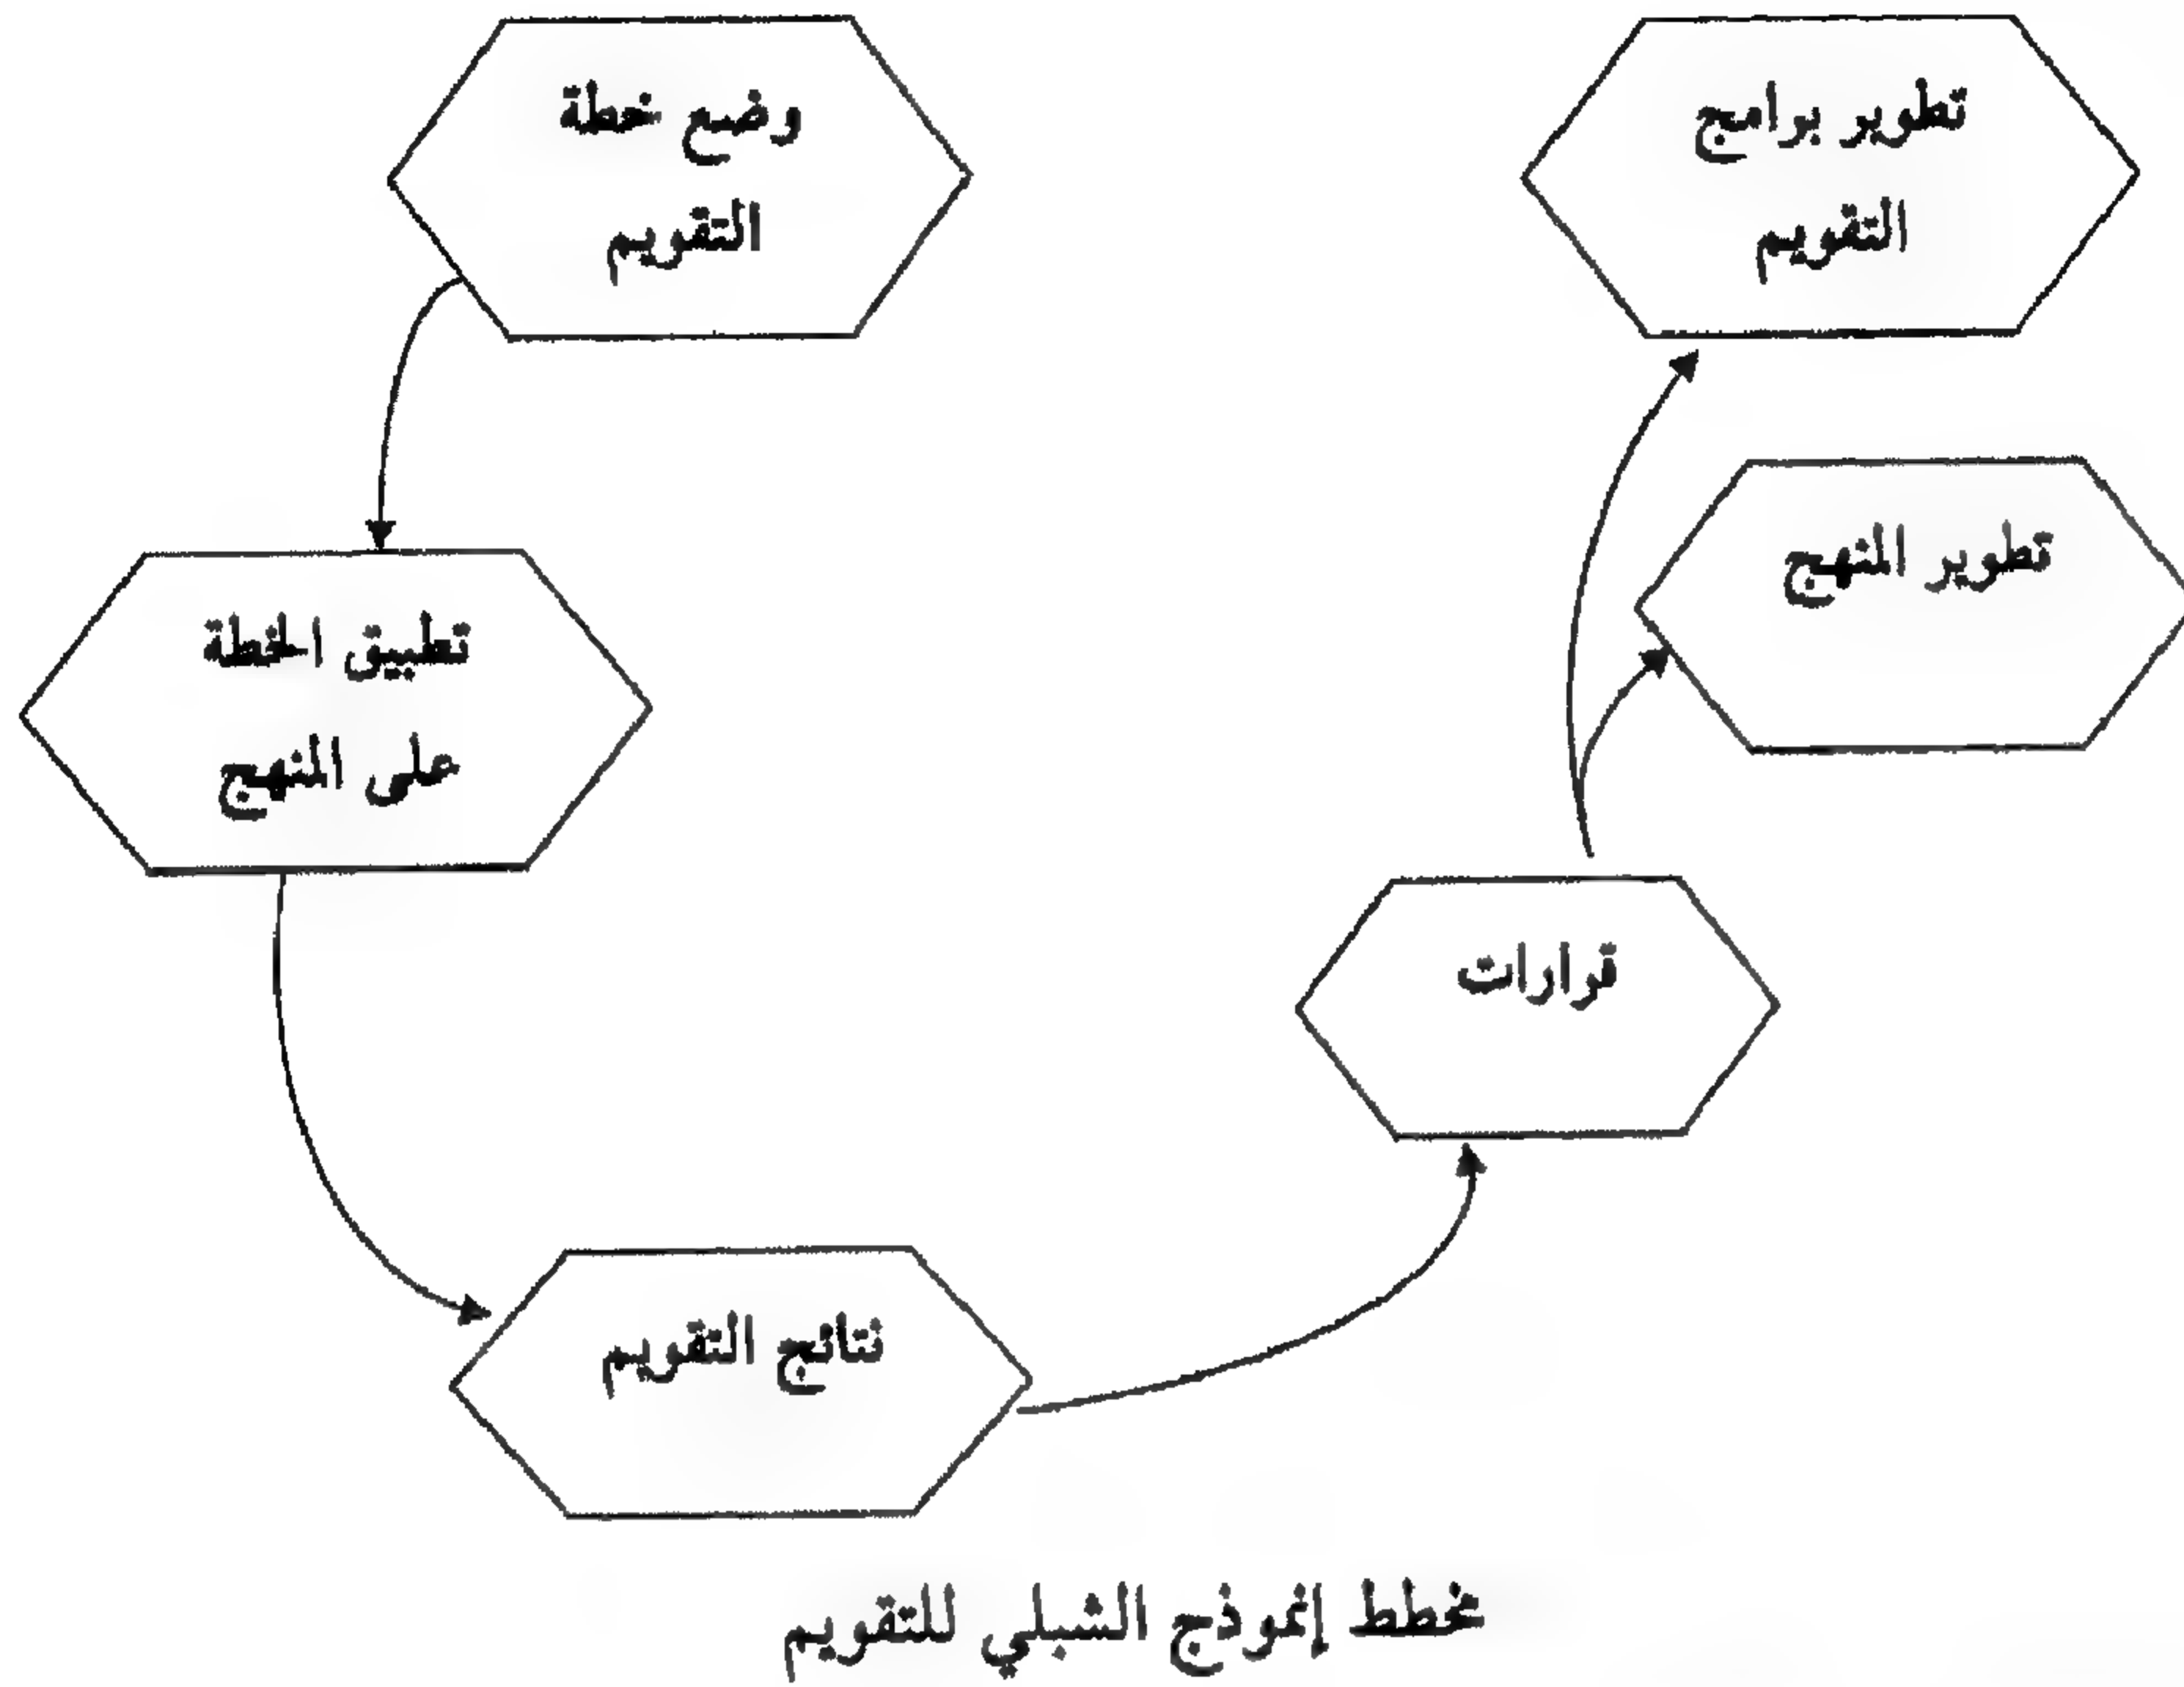 وضع خطة
التقويم
تطبيق الخطة
على المنهج
نتائج التقويم
قرارات
تطوير المنهج
تطوير برامج
التقويم
مخطط إنموذج الشبلي للتقويم